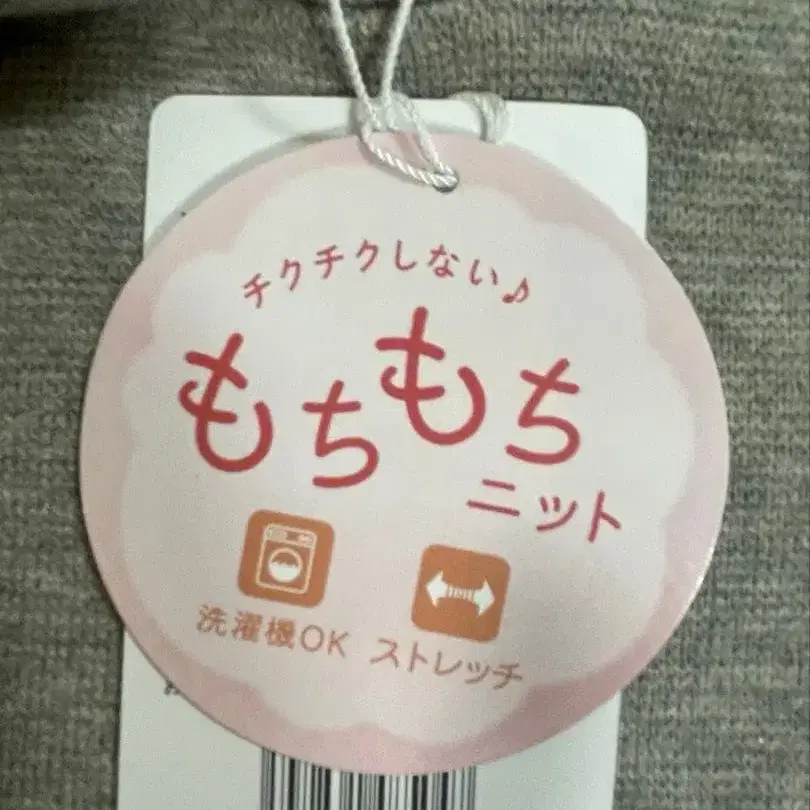 チクチクしない♪
もちもち
ニット
洗濯機OK
ストレッチ